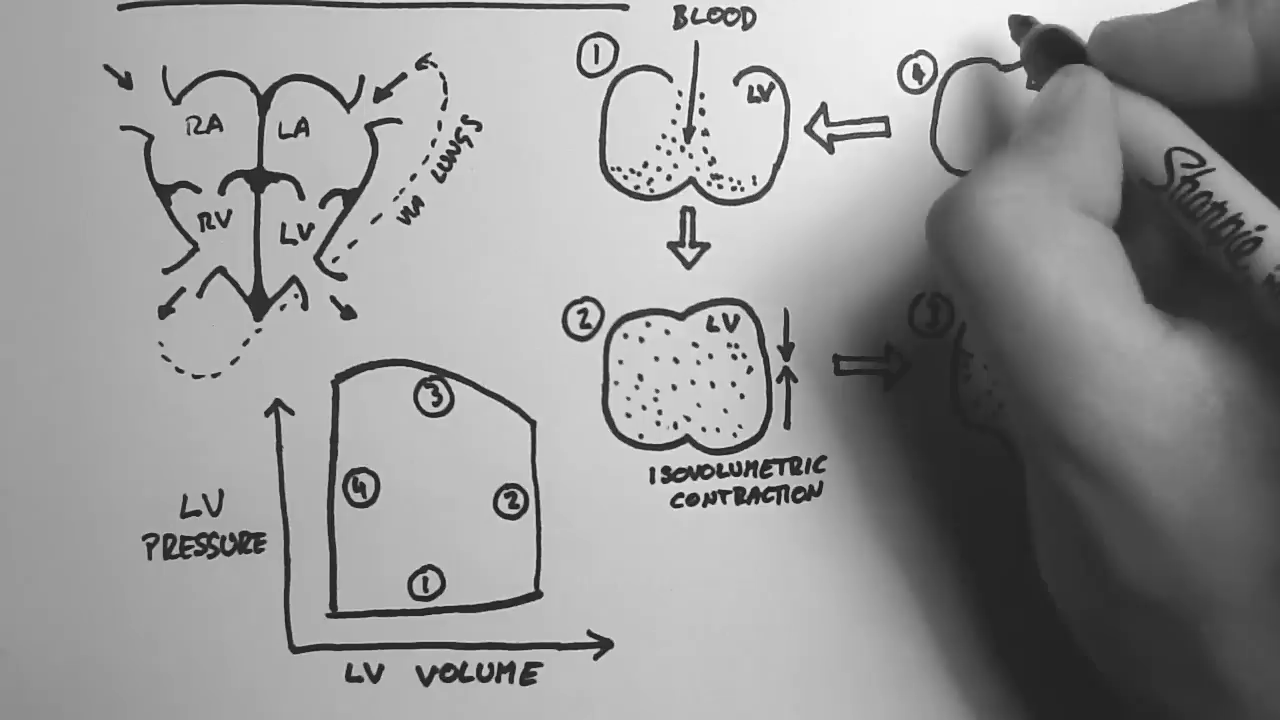 BLOOD
1
LV
4
RA
LA
VIA LUNGS
RV
LV
Sharpie
2
LV
3
ISOVOLUMETRIC
CONTRACTION
3
4
2
1
LV
PRESSURE
LV VOLUME